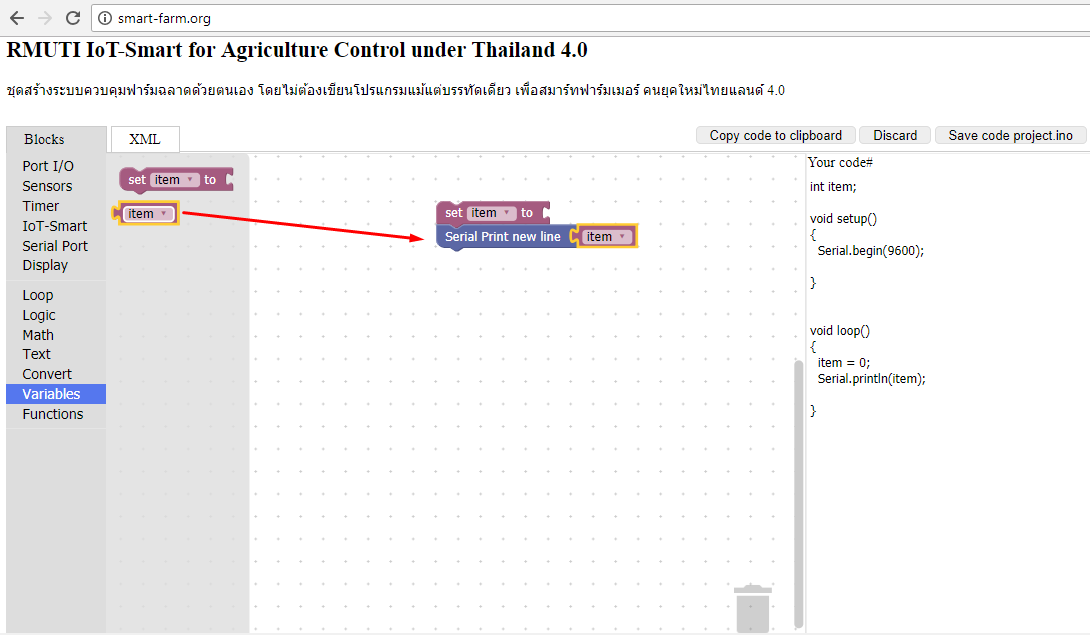 smart-farm.org
RMUTI IoT-Smart for Agriculture Control under Thailand 4.0
ชุดสร้างระบบควบคุมฟาร์มฉลาดด้วยตนเอง โดยไม่ต้องเขียนโปรแกรมแม้แต่บรรทัดเดียว เพื่อสมาร์ทฟาร์มเมอร์ คนยุคใหม่ไทยแลนด์ 4.0
Blocks
XML
Copy code to clipboard
Discard
Save code project.ino
Port I/O
Sensors
Timer
IoT-Smart
Serial Port
Display
Loop
Logic
Math
Text
Convert
Variables
Functions
set item to
item
set item to
Serial Print new line item
Your code#
int item;
void setup()
{
Serial.begin(9600);
}
void loop()
{
item = 0;
Serial.println(item);
}